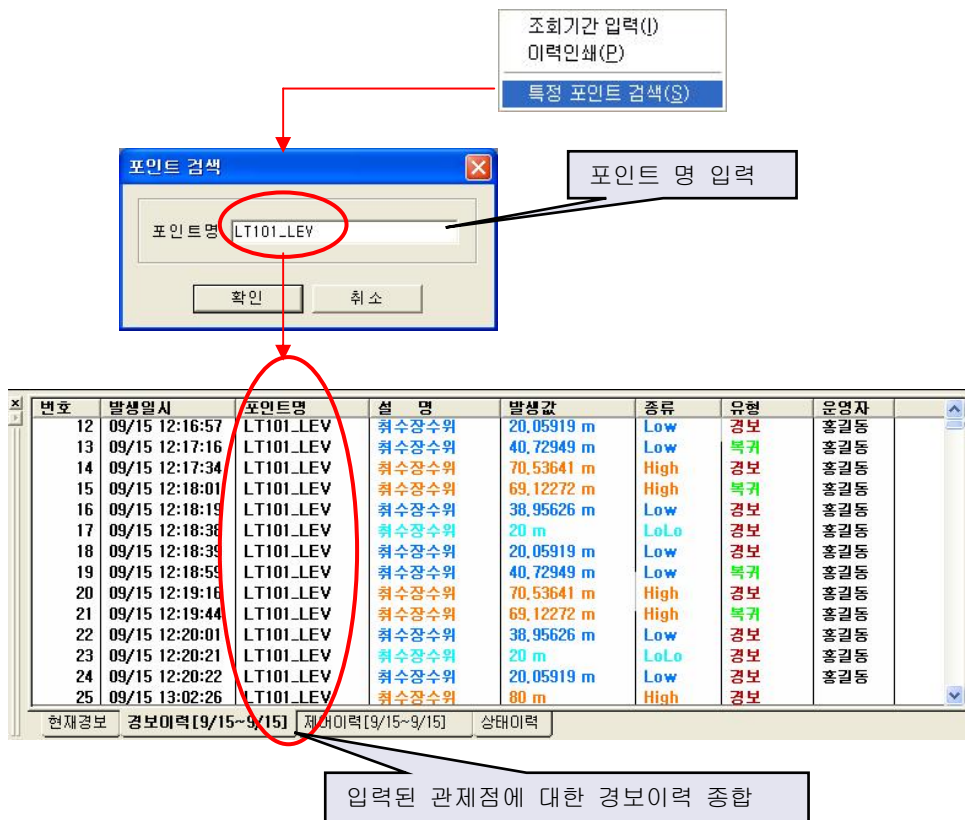 조회기간 입력(I)
이력인쇄(P)
특정 포인트 검색(S)
포인트 검색
포인트 명 입력
포인트명 LT101_LEV
확인 취소
번호 발생일시 포인트명 설 명 발생값 종류 유형 운영자
12 09/15 12:16:57 LT101_LEV 취수장수위 20,05919 m Low 경보 홍길동
13 09/15 12:17:16 LT101_LEV 취수장수위 40,72949 m Low 복귀 홍길동
14 09/15 12:17:34 LT101_LEV 취수장수위 70,53641 m High 경보 홍길동
15 09/15 12:18:01 LT101_LEV 취수장수위 69,12272 m High 복귀 홍길동
16 09/15 12:18:19 LT101_LEV 취수장수위 38,95626 m Low 경보 홍길동
17 09/15 12:18:38 LT101_LEV 취수장수위 20 m LoLo 경보 홍길동
18 09/15 12:18:39 LT101_LEV 취수장수위 20,05919 m Low 경보 홍길동
19 09/15 12:18:59 LT101_LEV 취수장수위 40,72949 m Low 복귀 홍길동
20 09/15 12:19:16 LT101_LEV 취수장수위 70,53641 m High 경보 홍길동
21 09/15 12:19:44 LT101_LEV 취수장수위 69,12272 m High 복귀 홍길동
22 09/15 12:20:01 LT101_LEV 취수장수위 38,95626 m Low 경보 홍길동
23 09/15 12:20:21 LT101_LEV 취수장수위 20 m LoLo 경보 홍길동
24 09/15 12:20:22 LT101_LEV 취수장수위 20,05919 m Low 경보 홍길동
25 09/15 13:02:26 LT101_LEV 취수장수위 80 m High 경보
현재경보 경보이력[9/15~9/15] 제어이력[9/15~9/15] 상태이력
입력된 관제점에 대한 경보이력 종합